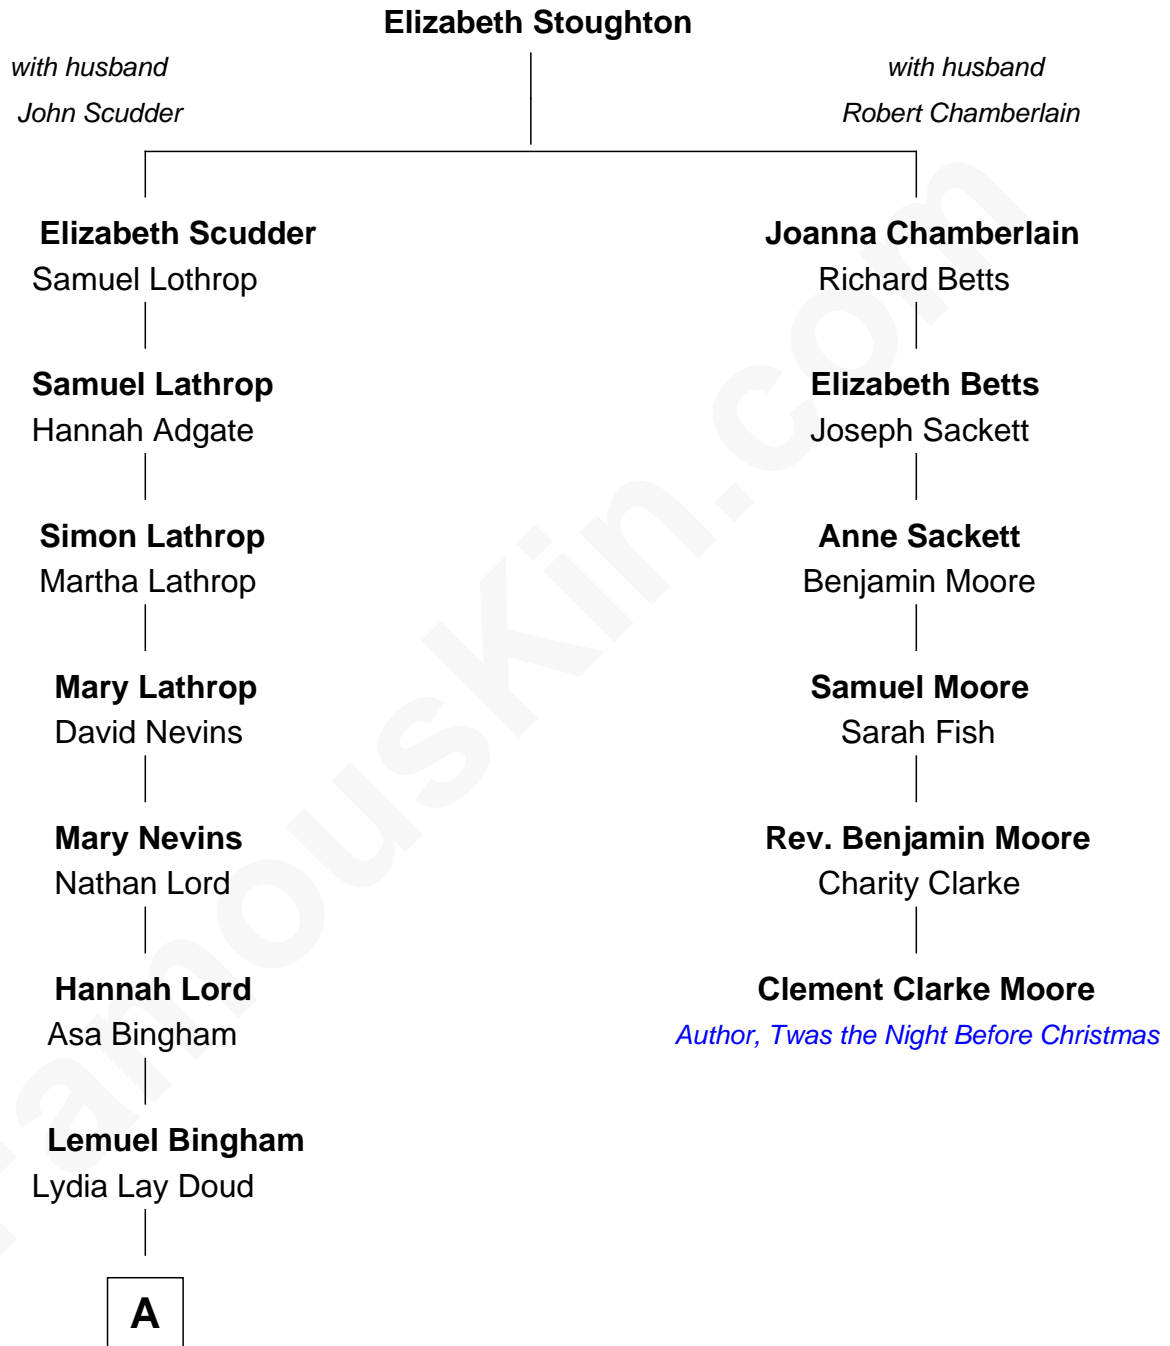 Elizabeth Stoughton
with husband
John Scudder
with husband
Robert Chamberlain
Elizabeth Scudder
Samuel Lothrop
Joanna Chamberlain
Richard Betts
Samuel Lathrop
Hannah Adgate
Elizabeth Betts
Joseph Sackett
Simon Lathrop
Martha Lathrop
Anne Sackett
Benjamin Moore
Mary Lathrop
David Nevins
Samuel Moore
Sarah Fish
Mary Nevins
Nathan Lord
Rev. Benjamin Moore
Charity Clarke
Hannah Lord
Asa Bingham
Clement Clarke Moore
Author, Twas the Night Before Christmas
Lemuel Bingham
Lydia Lay Doud
A
FamousKin.com